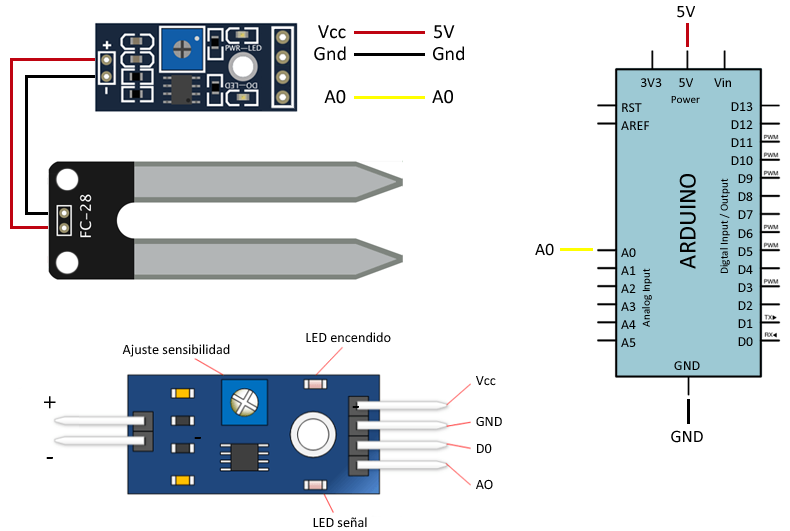 +
-
PWR-LED
DO-LED
Vcc 5V
Gnd Gnd
A0 A0
FC-28
5V
3V3 5V Vin
Power
RST
AREF
D13
D12
D11 PWM
D10 PWM
D9 PWM
D8
D7
D6 PWM
D5 PWM
D4
D3 PWM
D2
D1 TX
D0 RX
ARDUINO
Digtal Input / Output
A0 A0
A1
A2
A3
A4
A5
Analog Input
GND
GND
Ajuste sensibilidad
LED encendido
+
-
-
-
Vcc
GND
D0
AO
LED señal